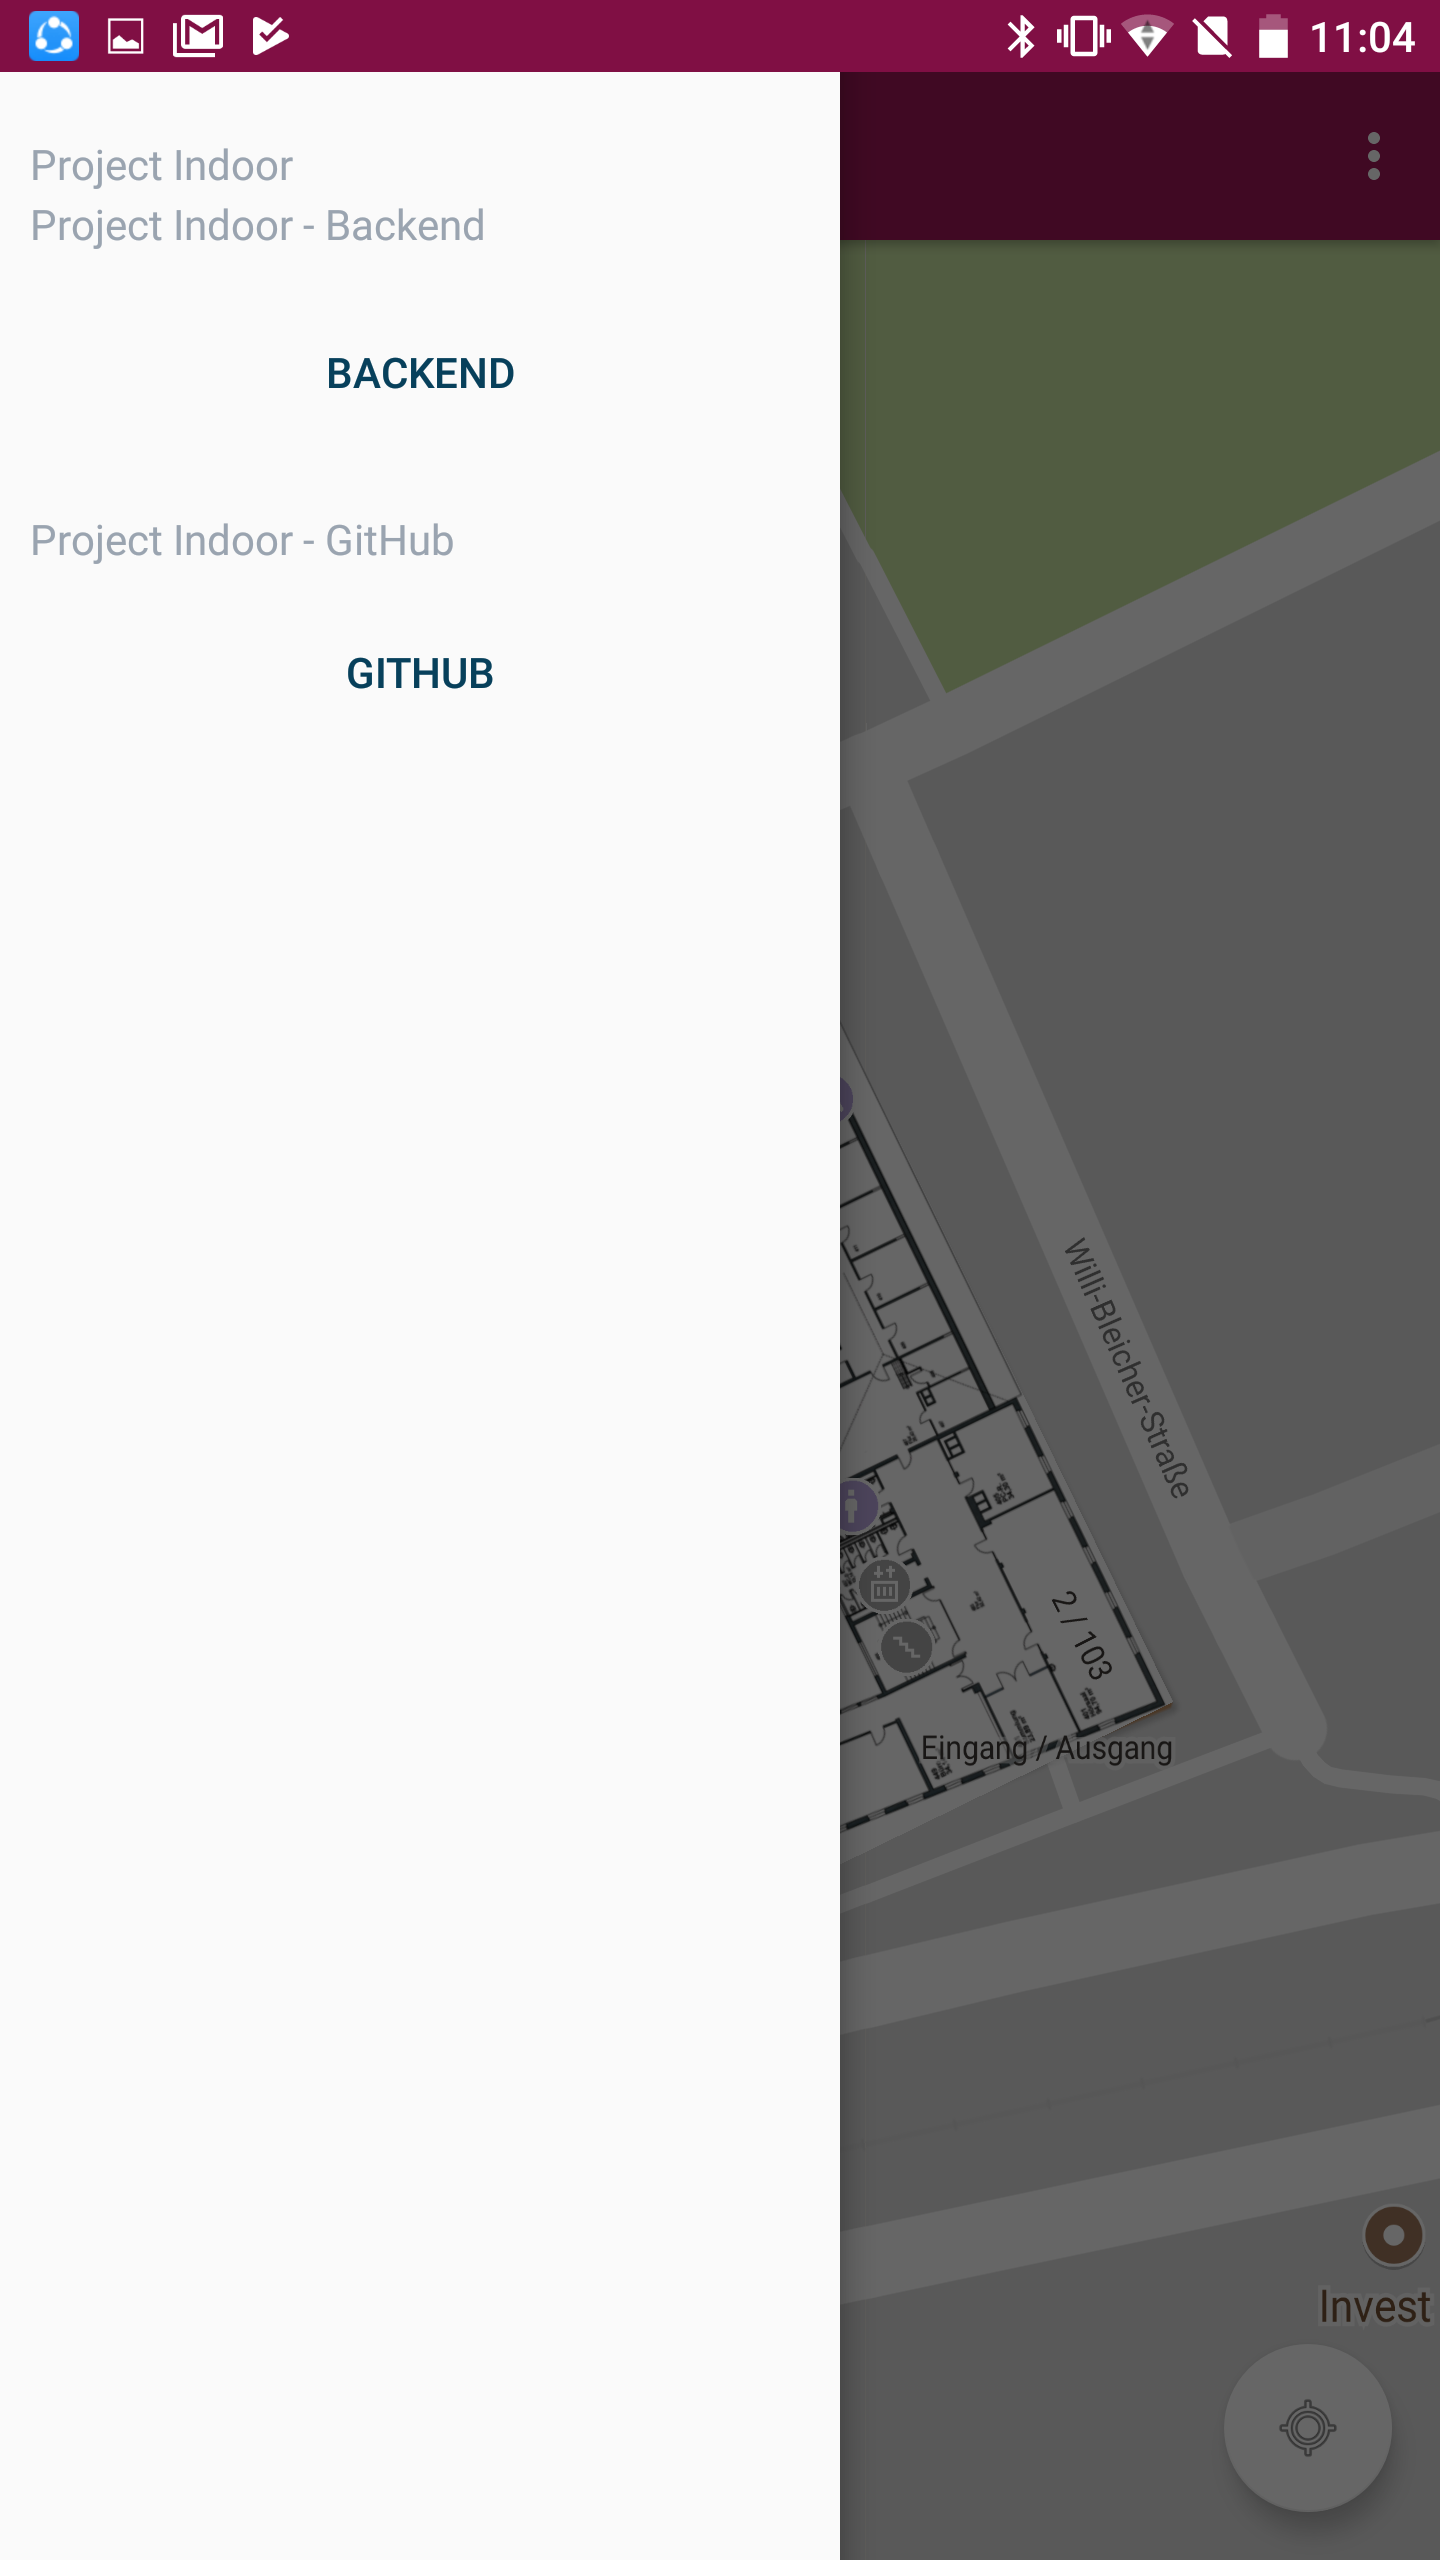 11:04
Project Indoor
Project Indoor - Backend
BACKEND
Project Indoor - GitHub
GITHUB
Willi-Bleicher-Straße
2 / 103
Eingang / Ausgang
Invest